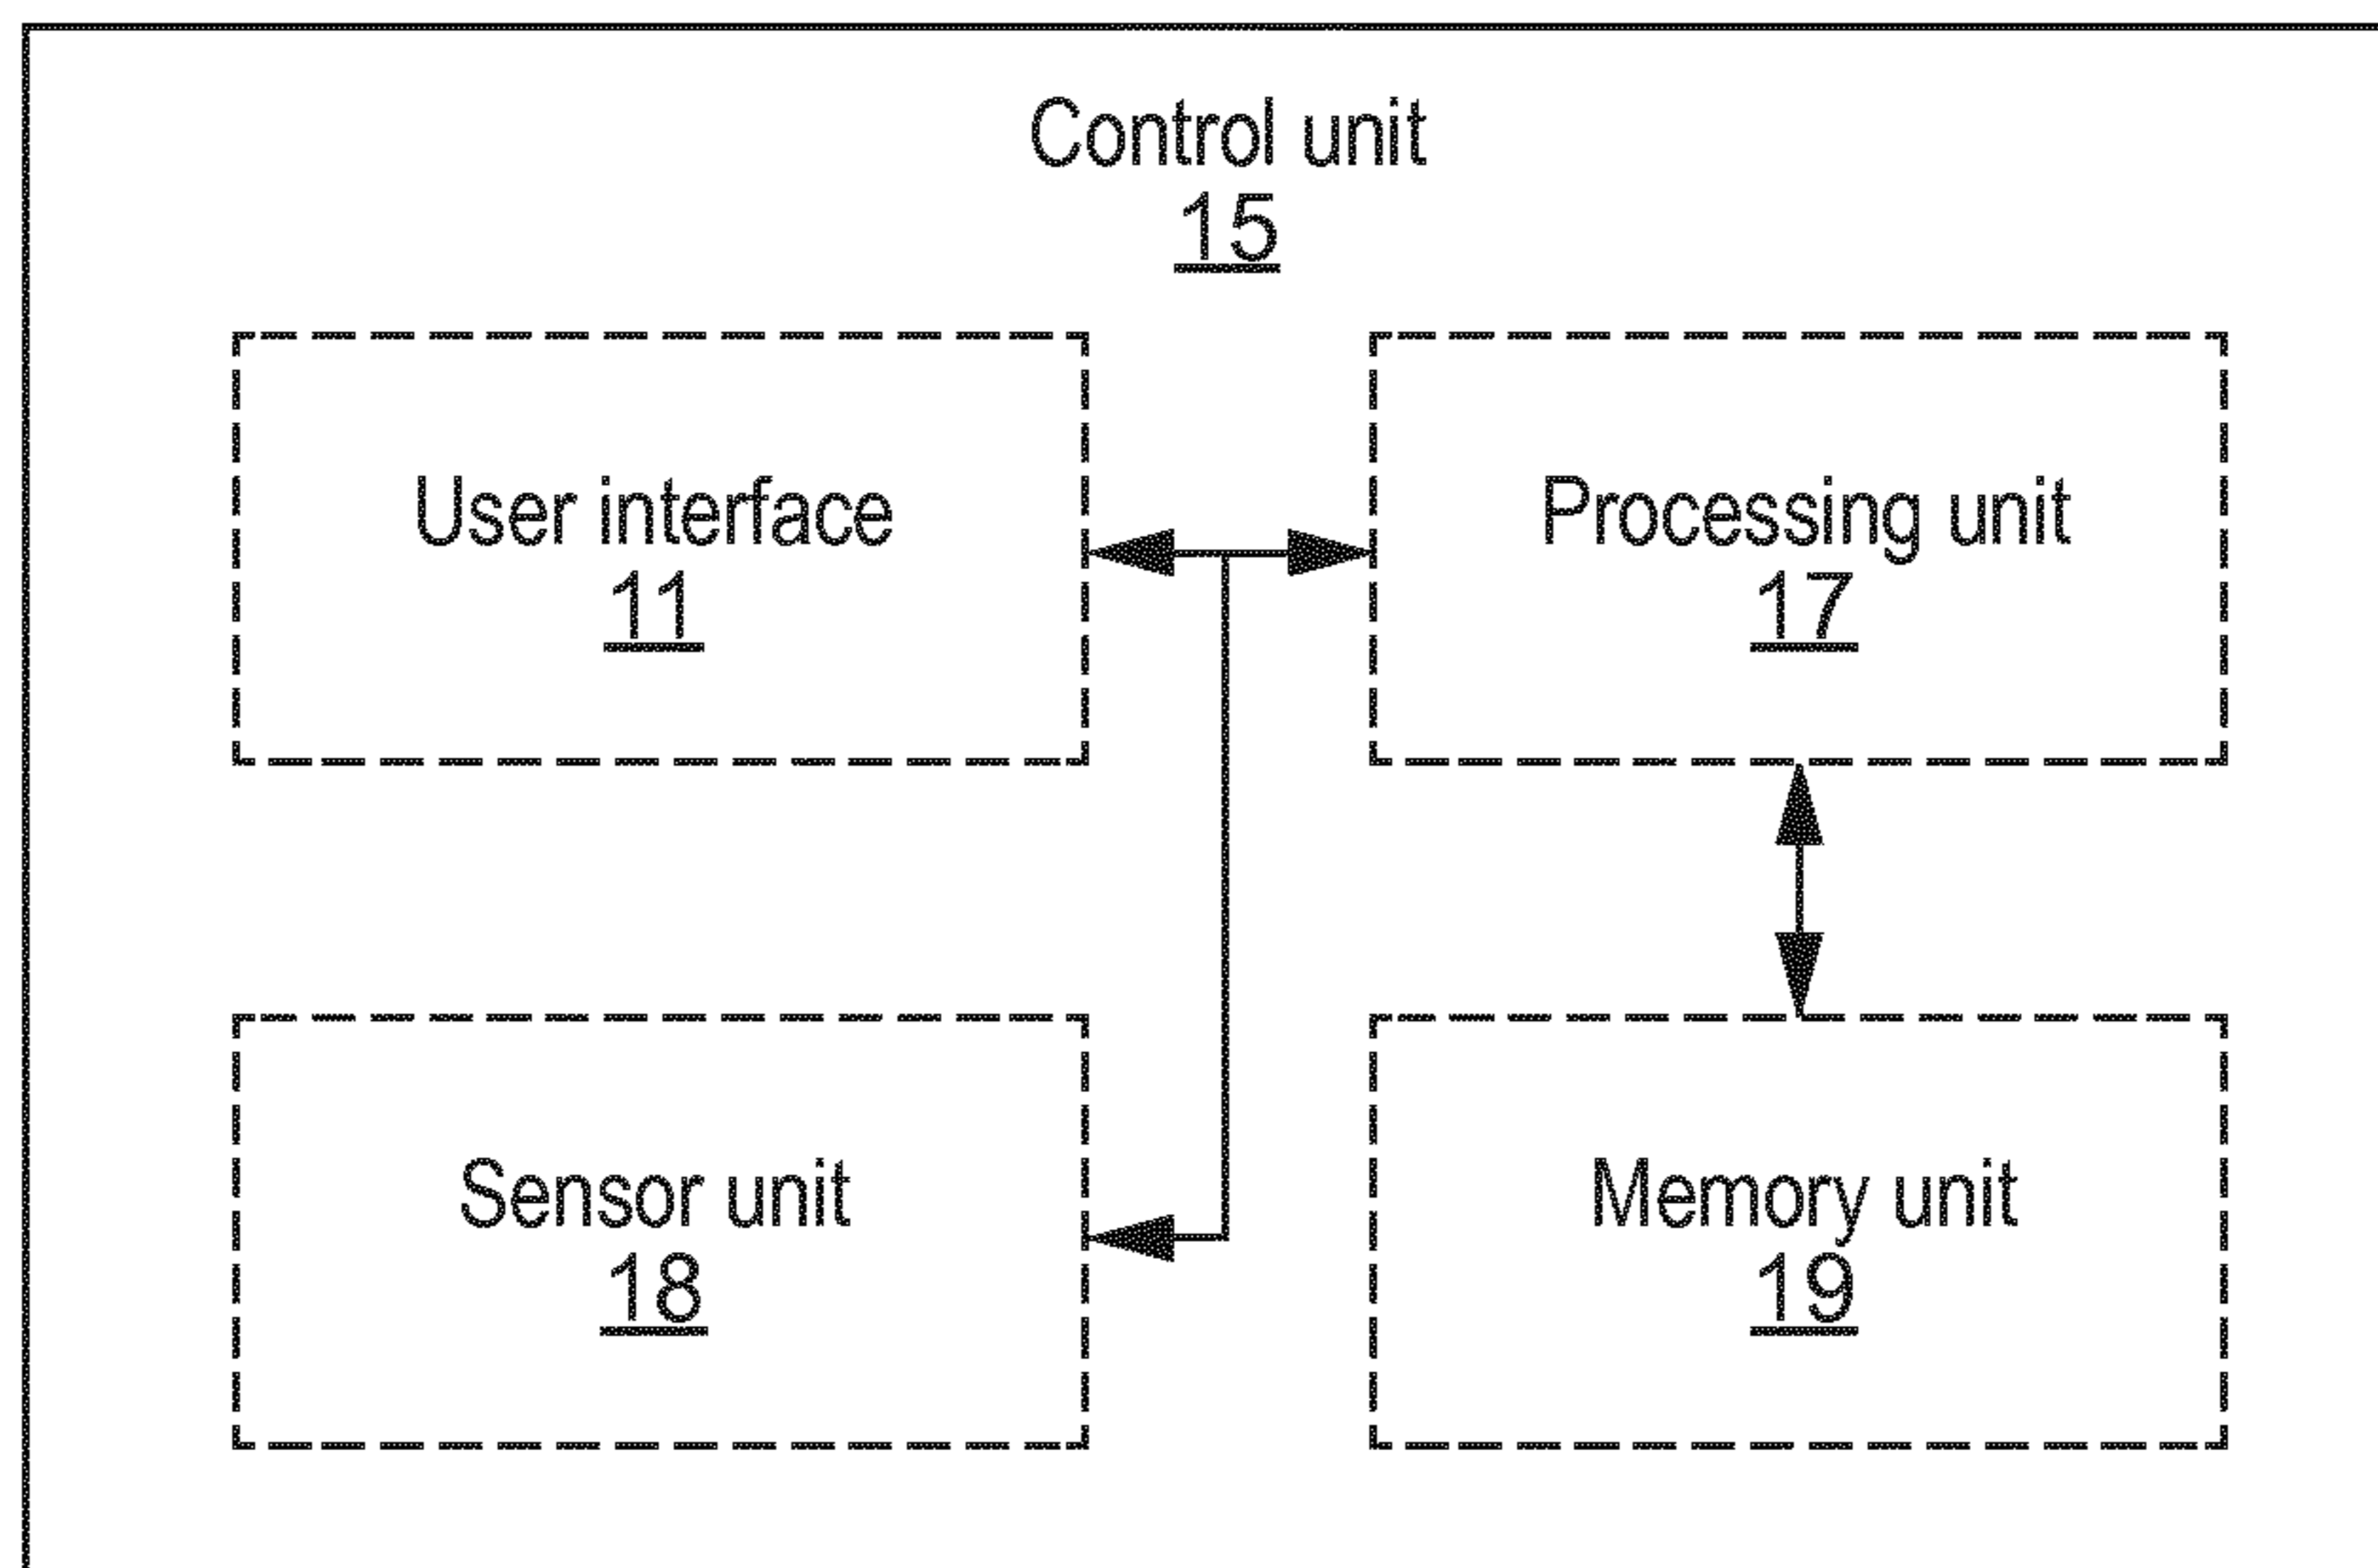 Control unit
15
User interface
11
Processing unit
17
Sensor unit
18
Memory unit
19